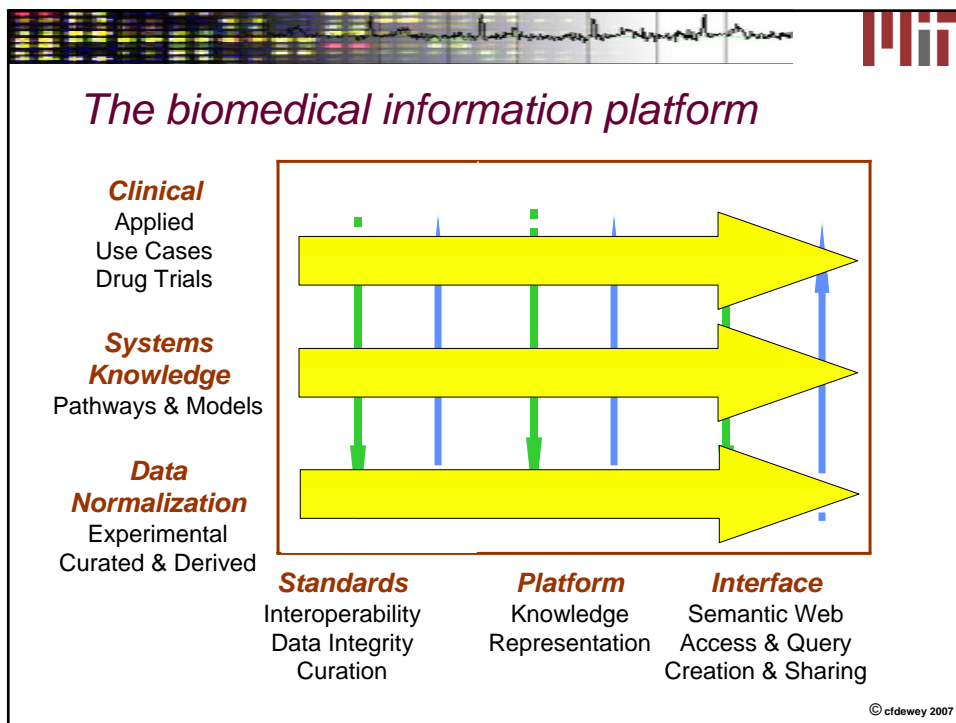 MIT
The biomedical information platform
Clinical
Applied
Use Cases
Drug Trials
Systems
Knowledge
Pathways & Models
Data
Normalization
Experimental
Curated & Derived
Standards
Interoperability
Data Integrity
Curation
Platform
Knowledge
Representation
Interface
Semantic Web
Access & Query
Creation & Sharing
© cfdewey 2007